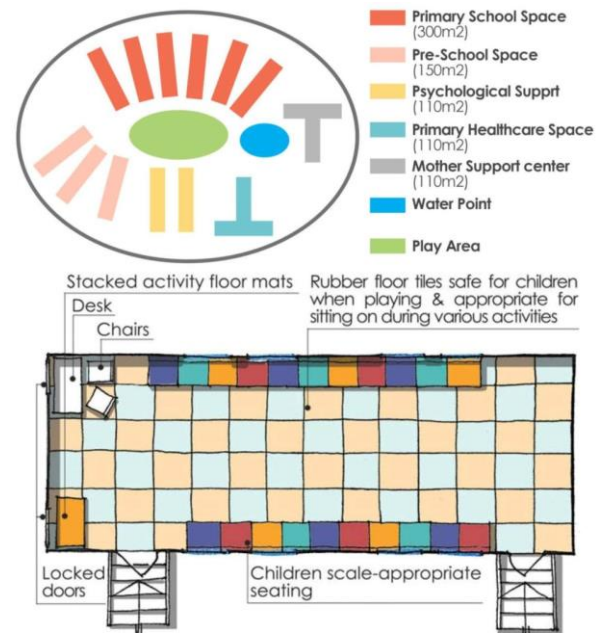 Primary School Space
(300m2)
Pre-School Space
(150m2)
Psychological Supprt
(110m2)
Primary Healthcare Space
(110m2)
Mother Support center
(110m2)
Water Point
Play Area
Stacked activity floor mats
Desk
Chairs
Rubber floor tiles safe for children
when playing & appropriate for
sitting on during various activities
Locked
doors
Children scale-appropriate
seating